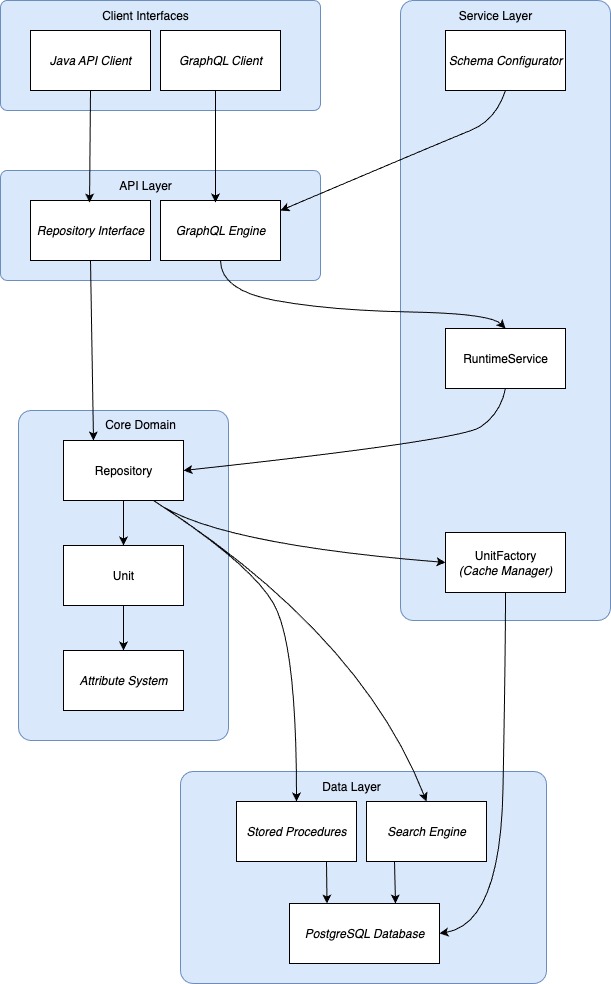 Client Interfaces
Service Layer
Java API Client
GraphQL Client
Schema Configurator
API Layer
Repository Interface
GraphQL Engine
RuntimeService
Core Domain
Repository
Unit
UnitFactory
(Cache Manager)
Attribute System
Data Layer
Stored Procedures
Search Engine
PostgreSQL Database